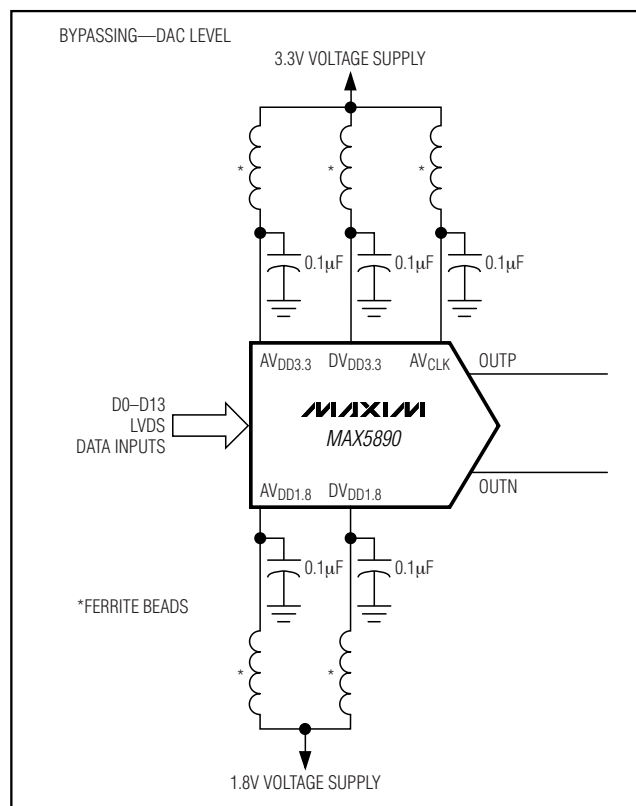 BYPASSING—DAC LEVEL
3.3V VOLTAGE SUPPLY
* * *
0.1µF 0.1µF 0.1µF
AVDD3.3 DVDD3.3 AVCLK
OUTP
D0–D13
LVDS
DATA INPUTS
MAXIM
MAX5890
AVDD1.8 DVDD1.8
OUTN
0.1µF 0.1µF
*FERRITE BEADS
* *
1.8V VOLTAGE SUPPLY